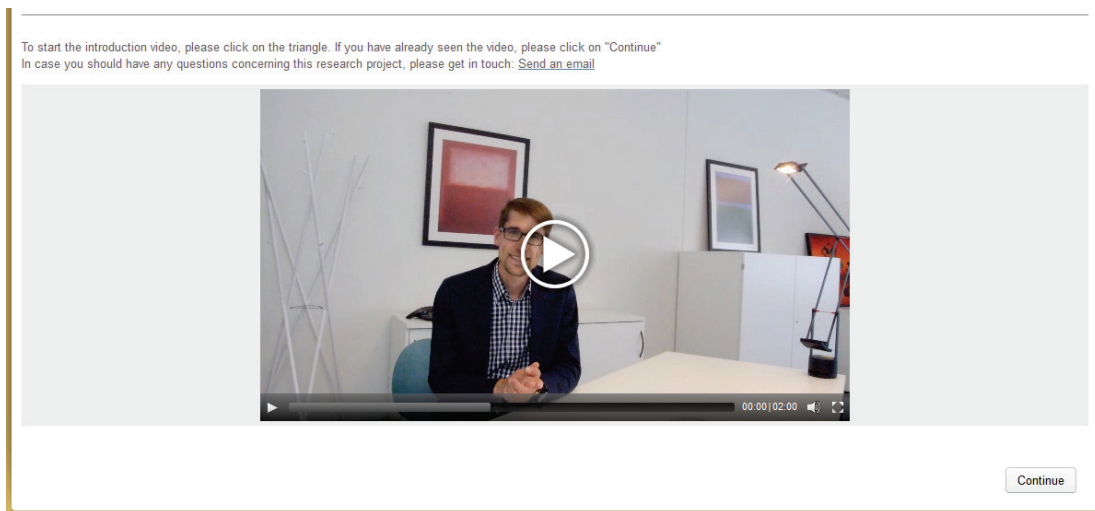 To start the introduction video, please click on the triangle. If you have already seen the video, please click on "Continue"
In case you should have any questions concerning this research project, please get in touch: Send an email
00:00|02:00
Continue